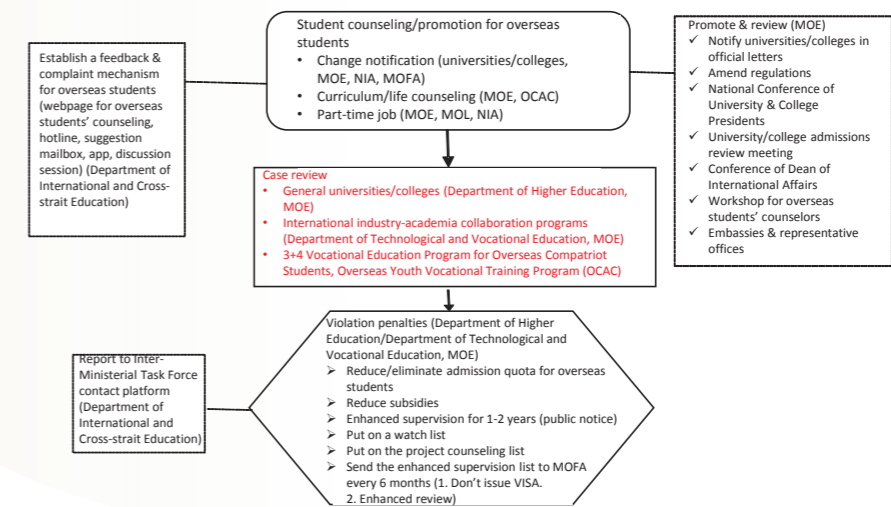 Student counseling/promotion for overseas
students
• Change notification (universities/colleges,
MOE, NIA, MOFA)
• Curriculum/life counseling (MOE, OCAC)
• Part-time job (MOE, MOL, NIA)
Establish a feedback &
complaint mechanism
for overseas students
(webpage for overseas
students' counseling,
hotline, suggestion
mailbox, app, discussion
session) (Department of
International and Cross-
strait Education)
Promote & review (MOE)
✓ Notify universities/colleges in
official letters
✓ Amend regulations
✓ National Conference of
University & College
Presidents
✓ University/college admissions
review meeting
✓ Conference of Dean of
International Affairs
✓ Workshop for overseas
students' counselors
✓ Embassies & representative
offices
Case review
• General universities/colleges (Department of Higher Education,
MOE)
• International industry-academia collaboration programs
(Department of Technological and Vocational Education, MOE)
• 3+4 Vocational Education Program for Overseas Compatriot
Students, Overseas Youth Vocational Training Program (OCAC)
Violation penalties (Department of Higher
Education/Department of Technological and
Vocational Education, MOE)
➢ Reduce/eliminate admission quota for overseas
students
➢ Reduce subsidies
➢ Enhanced supervision for 1-2 years (public notice)
➢ Put on a watch list
➢ Put on the project counseling list
➢ Send the enhanced supervision list to MOFA
every 6 months (1. Don't issue VISA.
2. Enhanced review)
Report to Inter-
Ministerial Task Force
contact platform
(Department of
International and
Cross-strait Education)